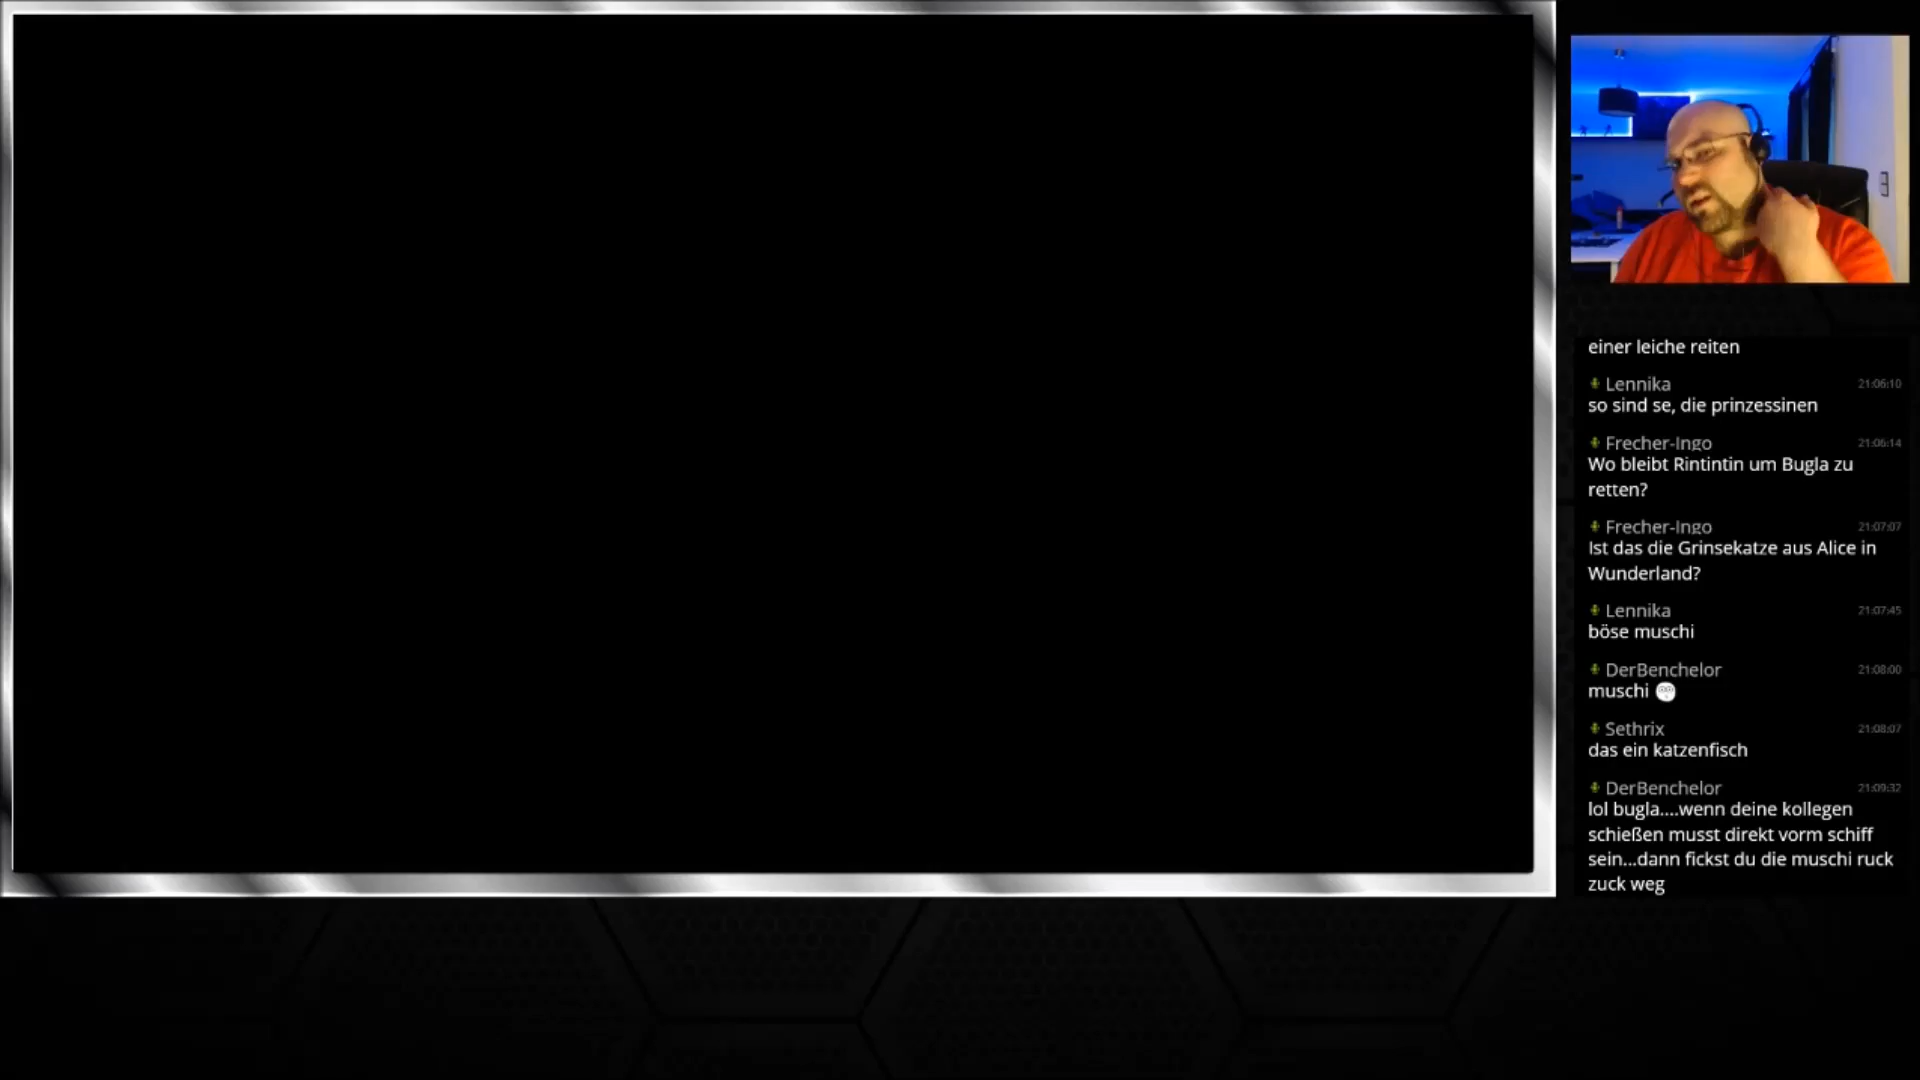 einer leiche reiten
Lennika 21:06:10
so sind se, die prinzessinen
Frecher-Ingo 21:06:14
Wo bleibt Rintintin um Bugla zu
retten?
Frecher-Ingo 21:07:07
Ist das die Grinsekatze aus Alice in
Wunderland?
Lennika 21:07:45
böse muschi
DerBenchelor 21:08:00
muschi
Sethrix 21:08:07
das ein katzenfisch
DerBenchelor 21:09:32
lol bugla....wenn deine kollegen
schießen musst direkt vorm schiff
sein...dann fickst du die muschi ruck
zuck weg